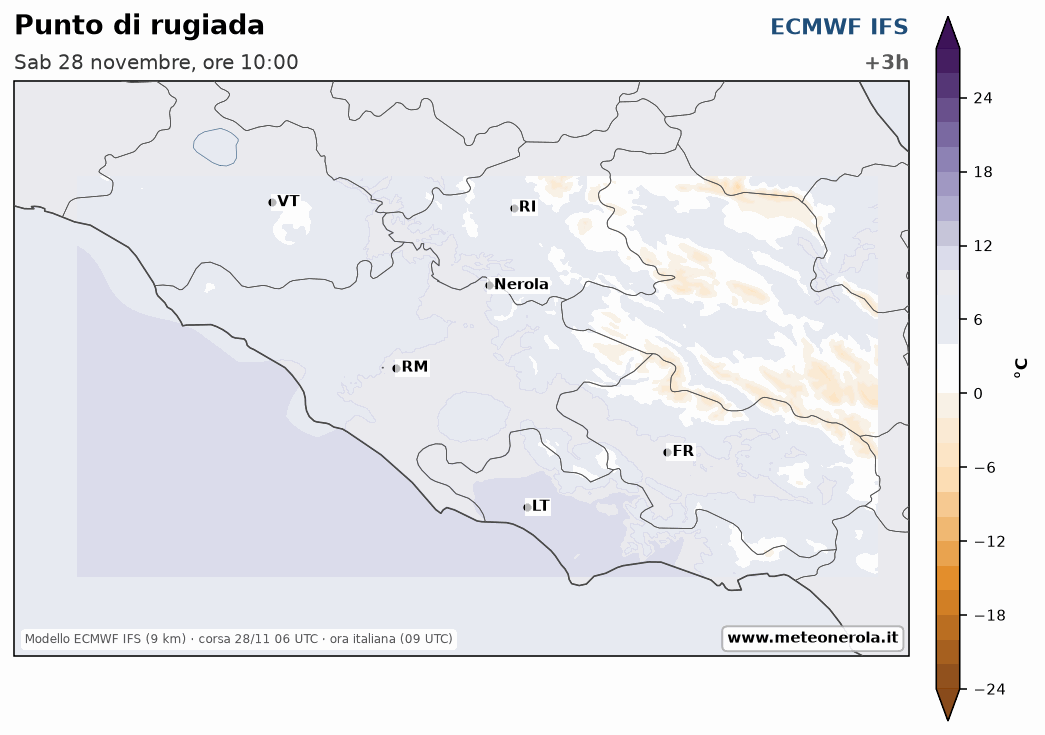 Punto di rugiada
ECMWF IFS
Sab 28 novembre, ore 10:00
+3h
VT
RI
Nerola
RM
FR
LT
24
18
12
6
0
−6
−12
−18
−24
°C
Modello ECMWF IFS (9 km) · corsa 28/11 06 UTC · ora italiana (09 UTC)
www.meteonerola.it